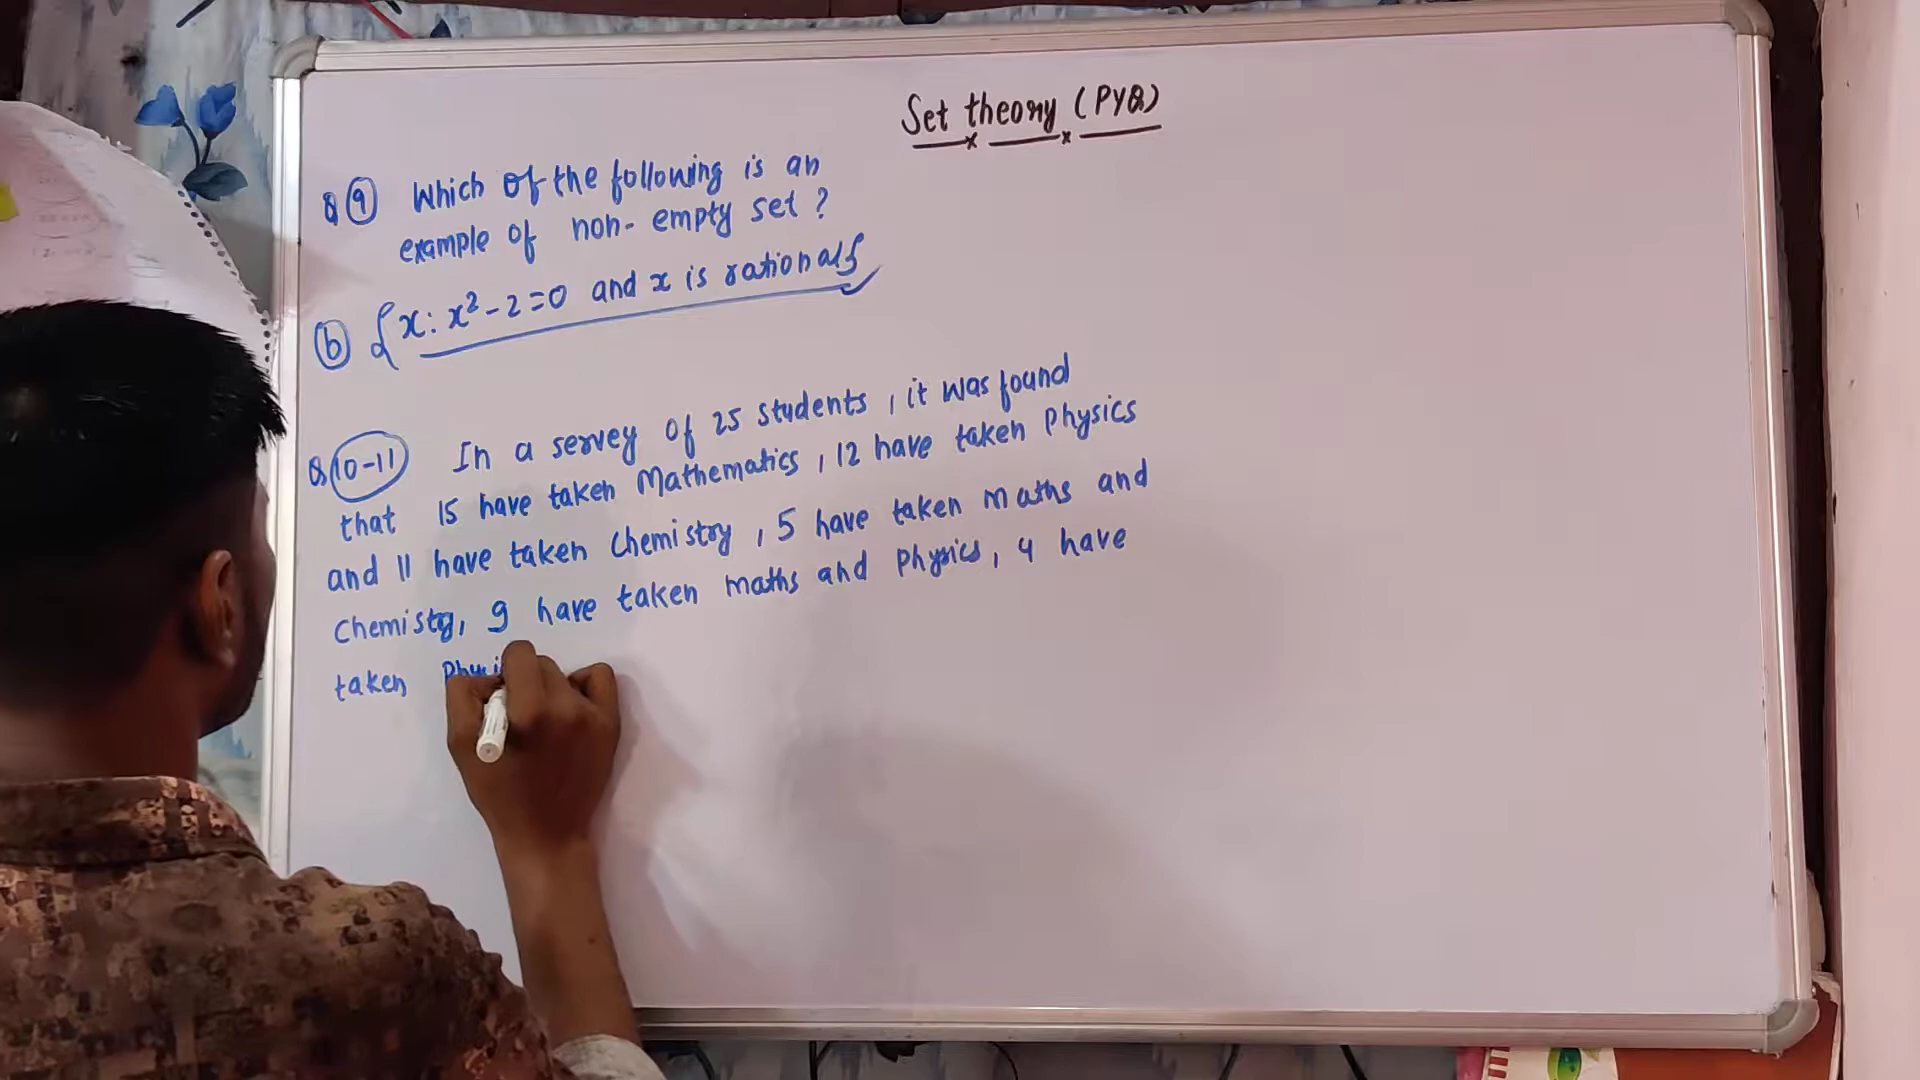 Set theory (PYQ)
Q 9 Which of the following is an
example of non-empty set ?
b {x: x²-2=0 and x is rational}
Q 10-11 In a servey of 25 students, it was found
that 15 have taken Mathematics, 12 have taken Physics
and 11 have taken Chemistry, 5 have taken maths and
Chemistry, 9 have taken maths and physics, 4 have
taken